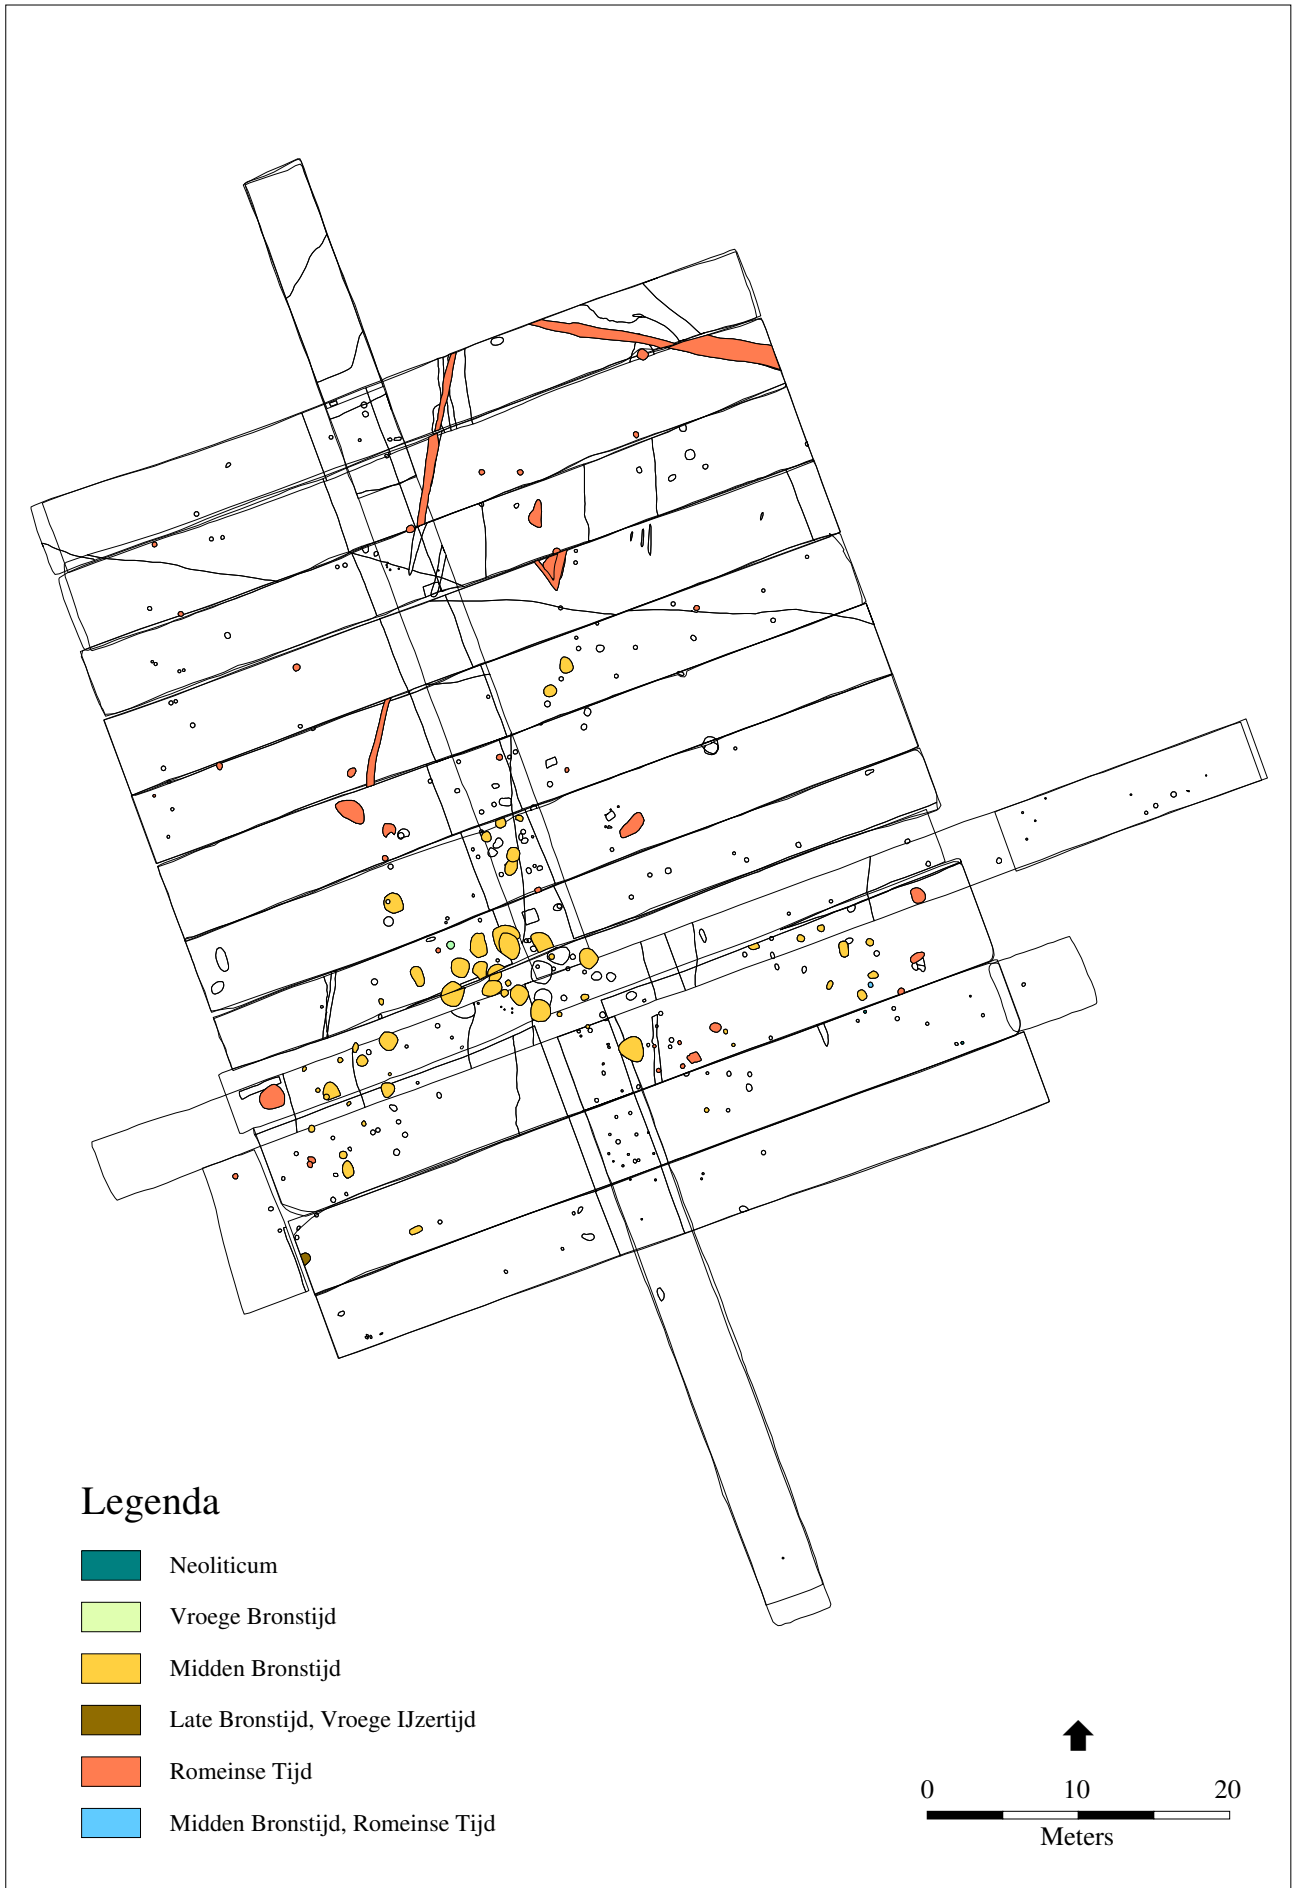 Legenda
Neoliticum
Vroege Bronstijd
Midden Bronstijd
Late Bronstijd, Vroege IJzertijd
Romeinse Tijd
Midden Bronstijd, Romeinse Tijd
0 10 20
Meters